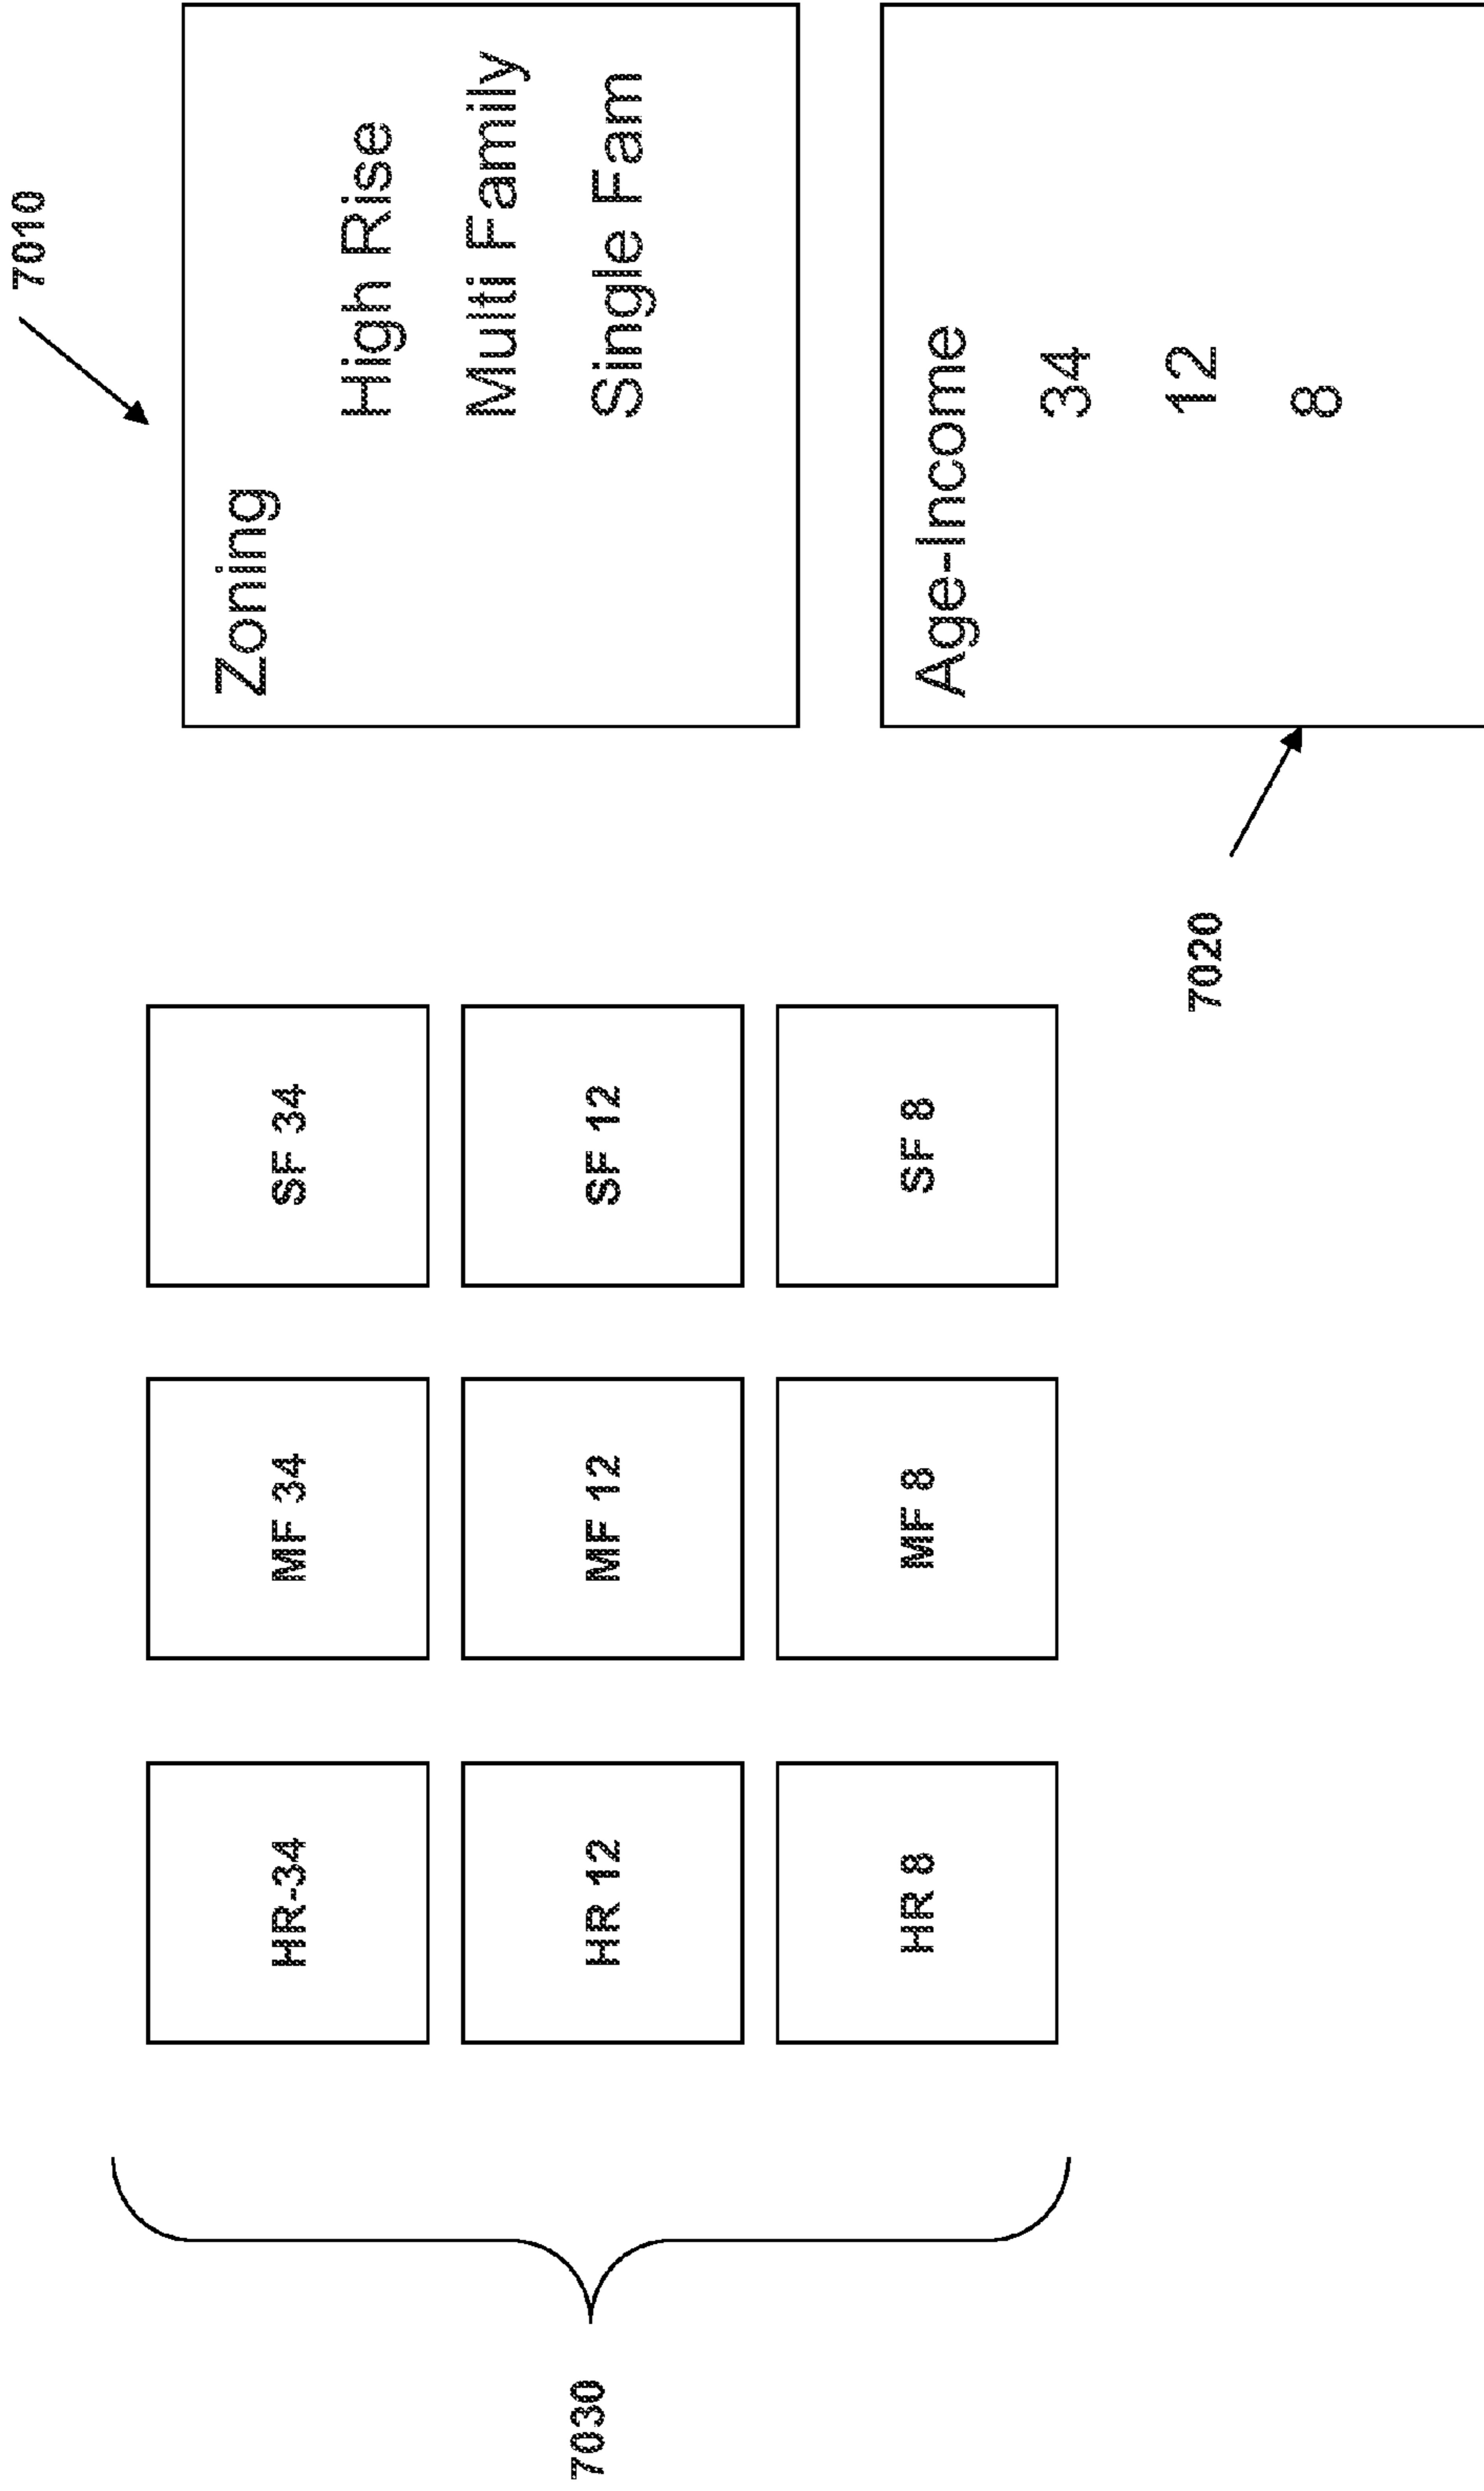 7010
Zoning
High Rise
Multi Family
Single Fam
Age-Income
34
12
8
7020
7030
HR-34
MF 34
SF 34
HR 12
MF 12
SF 12
HR 8
MF 8
SF 8